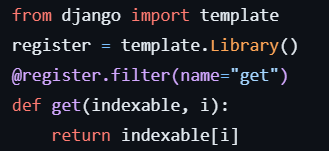 from django import template
register = template.Library()
@register.filter(name="get")
def get(indexable, i):
    return indexable[i]